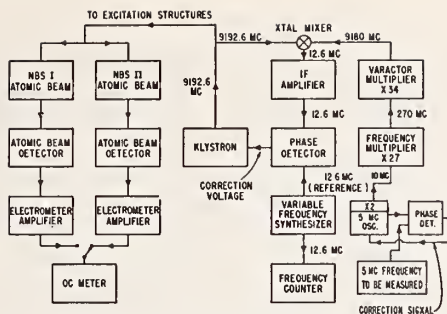 TO EXCITATION STRUCTURES
XTAL MIXER
9192.6 MC
9180 MC
12.6 MC
9192.6
MC
NBS I
ATOMIC BEAM
NBS II
ATOMIC BEAM
IF
AMPLIFIER
VARACTOR
MULTIPLIER
X34
12.6 MC
270 MC
ATOMIC BEAM
DETECTOR
ATOMIC BEAM
DETECTOR
KLYSTRON
PHASE
DETECTOR
FREQUENCY
MULTIPLIER
X27
CORRECTION
VOLTAGE
12.6 MC
(REFERENCE)
10 MC
ELECTROMETER
AMPLIFIER
ELECTROMETER
AMPLIFIER
VARIABLE
FREQUENCY
SYNTHESIZER
X2
5 MC
OSC.
PHASE
DET.
12.6 MC
DC METER
FREQUENCY
COUNTER
5 MC FREQUENCY
TO BE MEASURED
CORRECTION SIGNAL